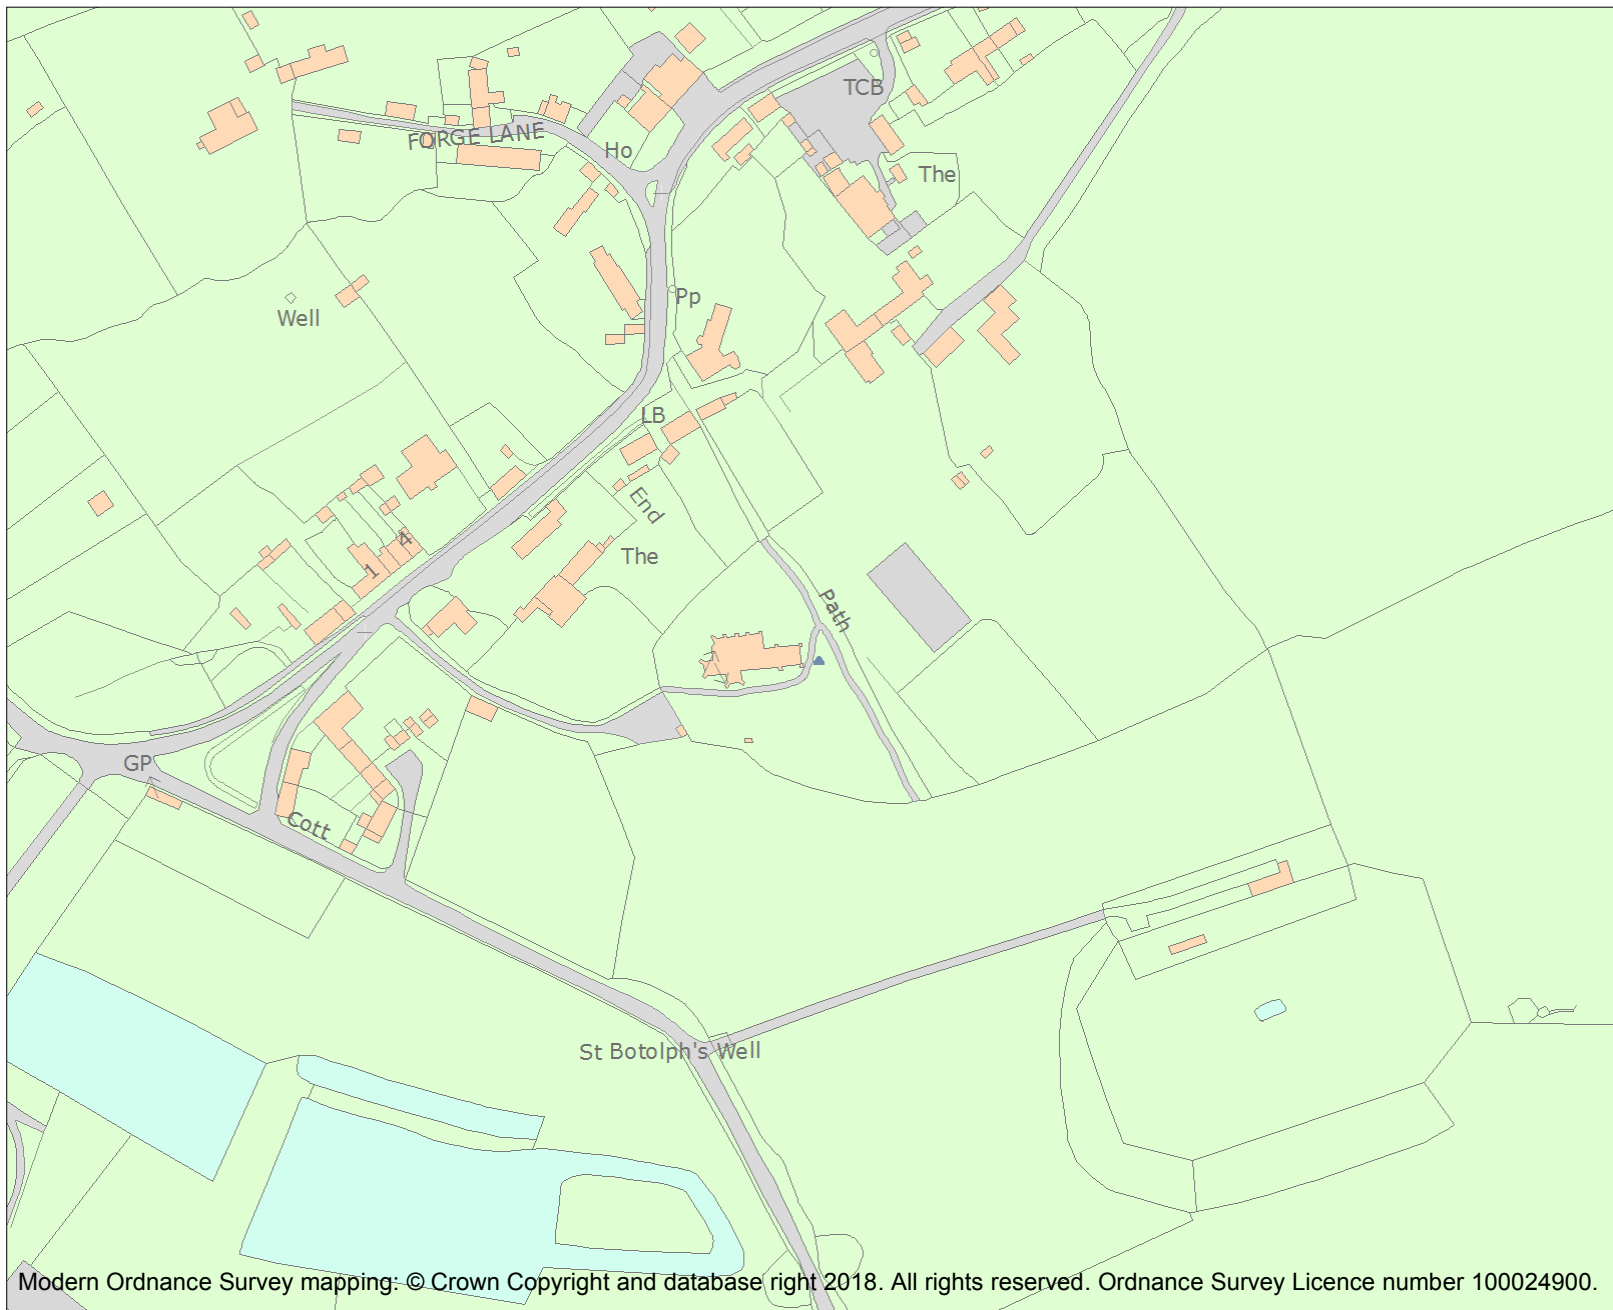 TCB
FORGE LANE
Ho
The
Pp
Well
LB
End
4
The
1
Path
GP
Cott
St Botolph's Well
Modern Ordnance Survey mapping: © Crown Copyright and database right 2018. All rights reserved. Ordnance Survey Licence number 100024900.